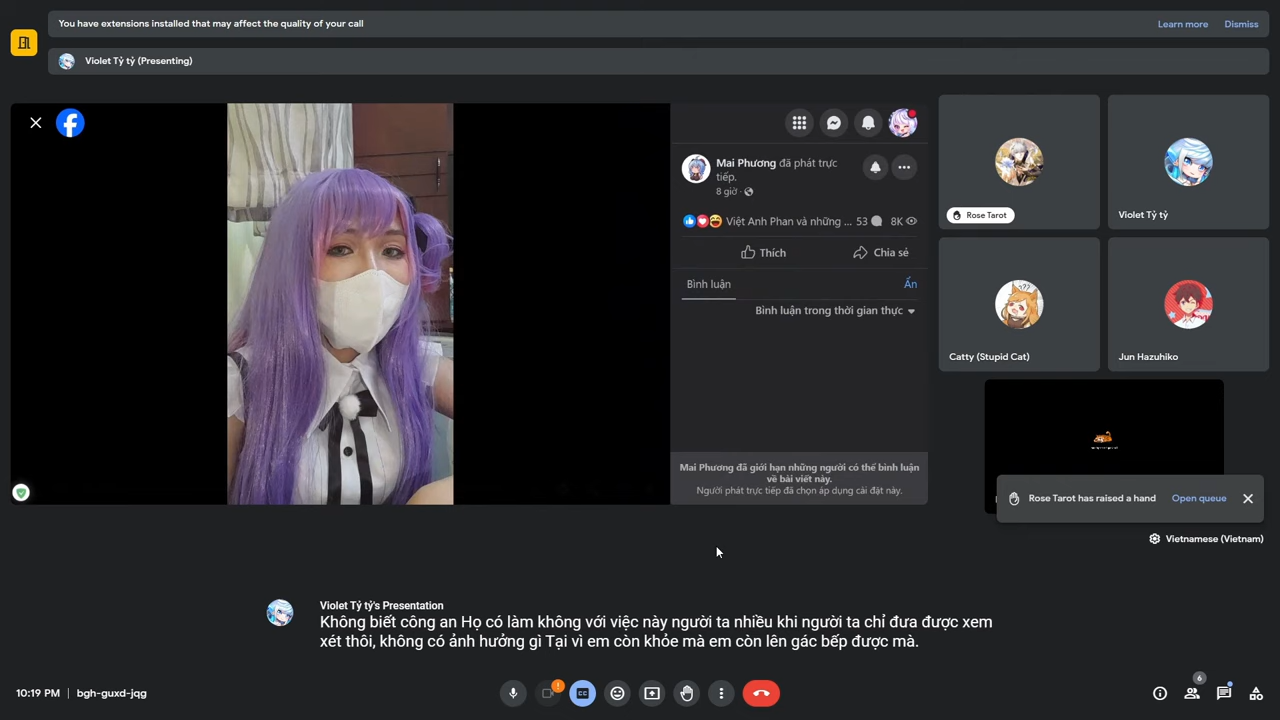 You have extensions installed that may affect the quality of your call
Learn more
Dismiss
Violet Tỷ tỷ (Presenting)
Mai Phương đã phát trực
tiếp.
8 giờ
Việt Anh Phan và những ... 53
8K
Thích
Chia sẻ
Bình luận
Ẩn
Bình luận trong thời gian thực
Mai Phương đã giới hạn những người có thể bình luận
về bài viết này.
Người phát trực tiếp đã chọn áp dụng cài đặt này.
Rose Tarot
Violet Tỷ tỷ
Catty (Stupid Cat)
Jun Hazuhiko
Rose Tarot has raised a hand
Open queue
Vietnamese (Vietnam)
Violet Tỷ tỷ's Presentation
Không biết công an Họ có làm không với việc này người ta nhiều khi người ta chỉ đưa được xem
xét thôi, không có ảnh hưởng gì Tại vì em còn khỏe mà em còn lên gác bếp được mà.
10:19 PM | bgh-guxd-jqg
CC
6